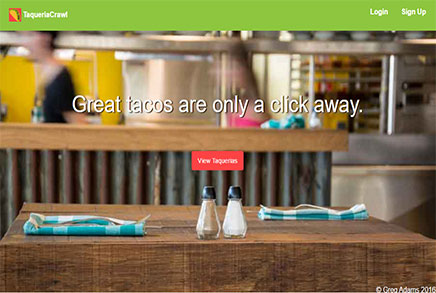 TaqueriaCrawl
Login Sign Up
Great tacos are only a click away.
View Taquerias
© Greg Adams 2016